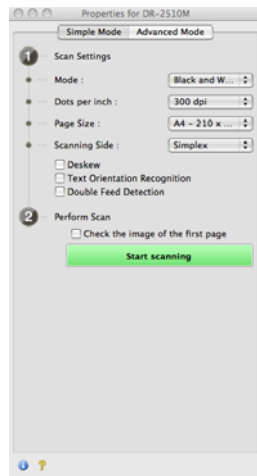 Properties for DR-2510M
Simple Mode Advanced Mode
1 Scan Settings
Mode : Black and W...
Dots per inch : 300 dpi
Page Size : A4 - 210 x ...
Scanning Side : Simplex
Deskew
Text Orientation Recognition
Double Feed Detection
2 Perform Scan
Check the image of the first page
Start scanning